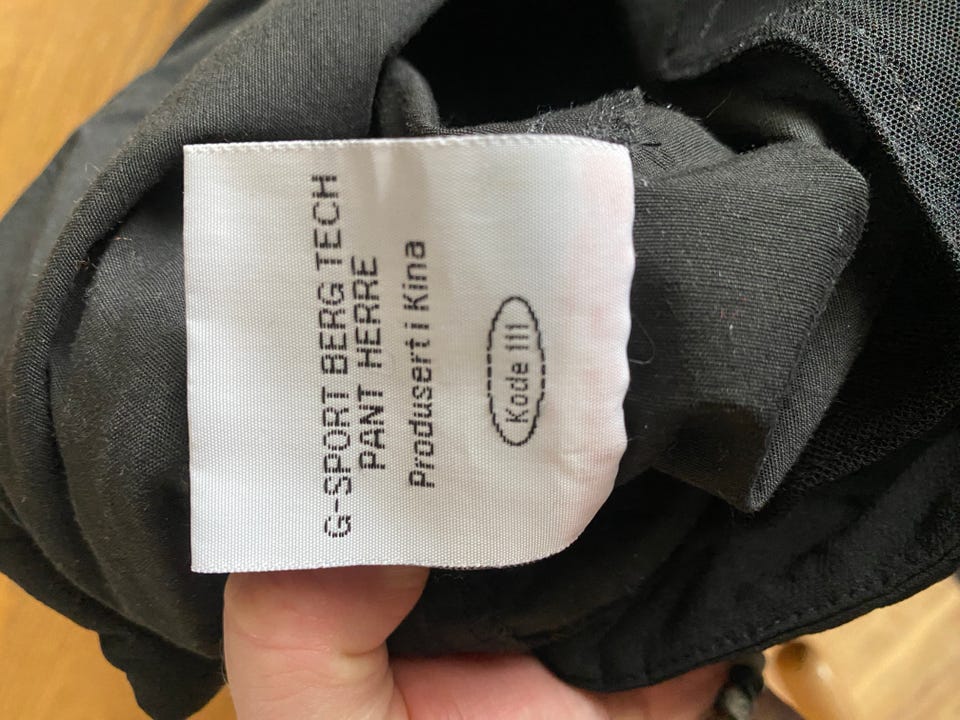 G-SPORT BERG TECH
PANT HERRE
Produsert i Kina
Kode 111